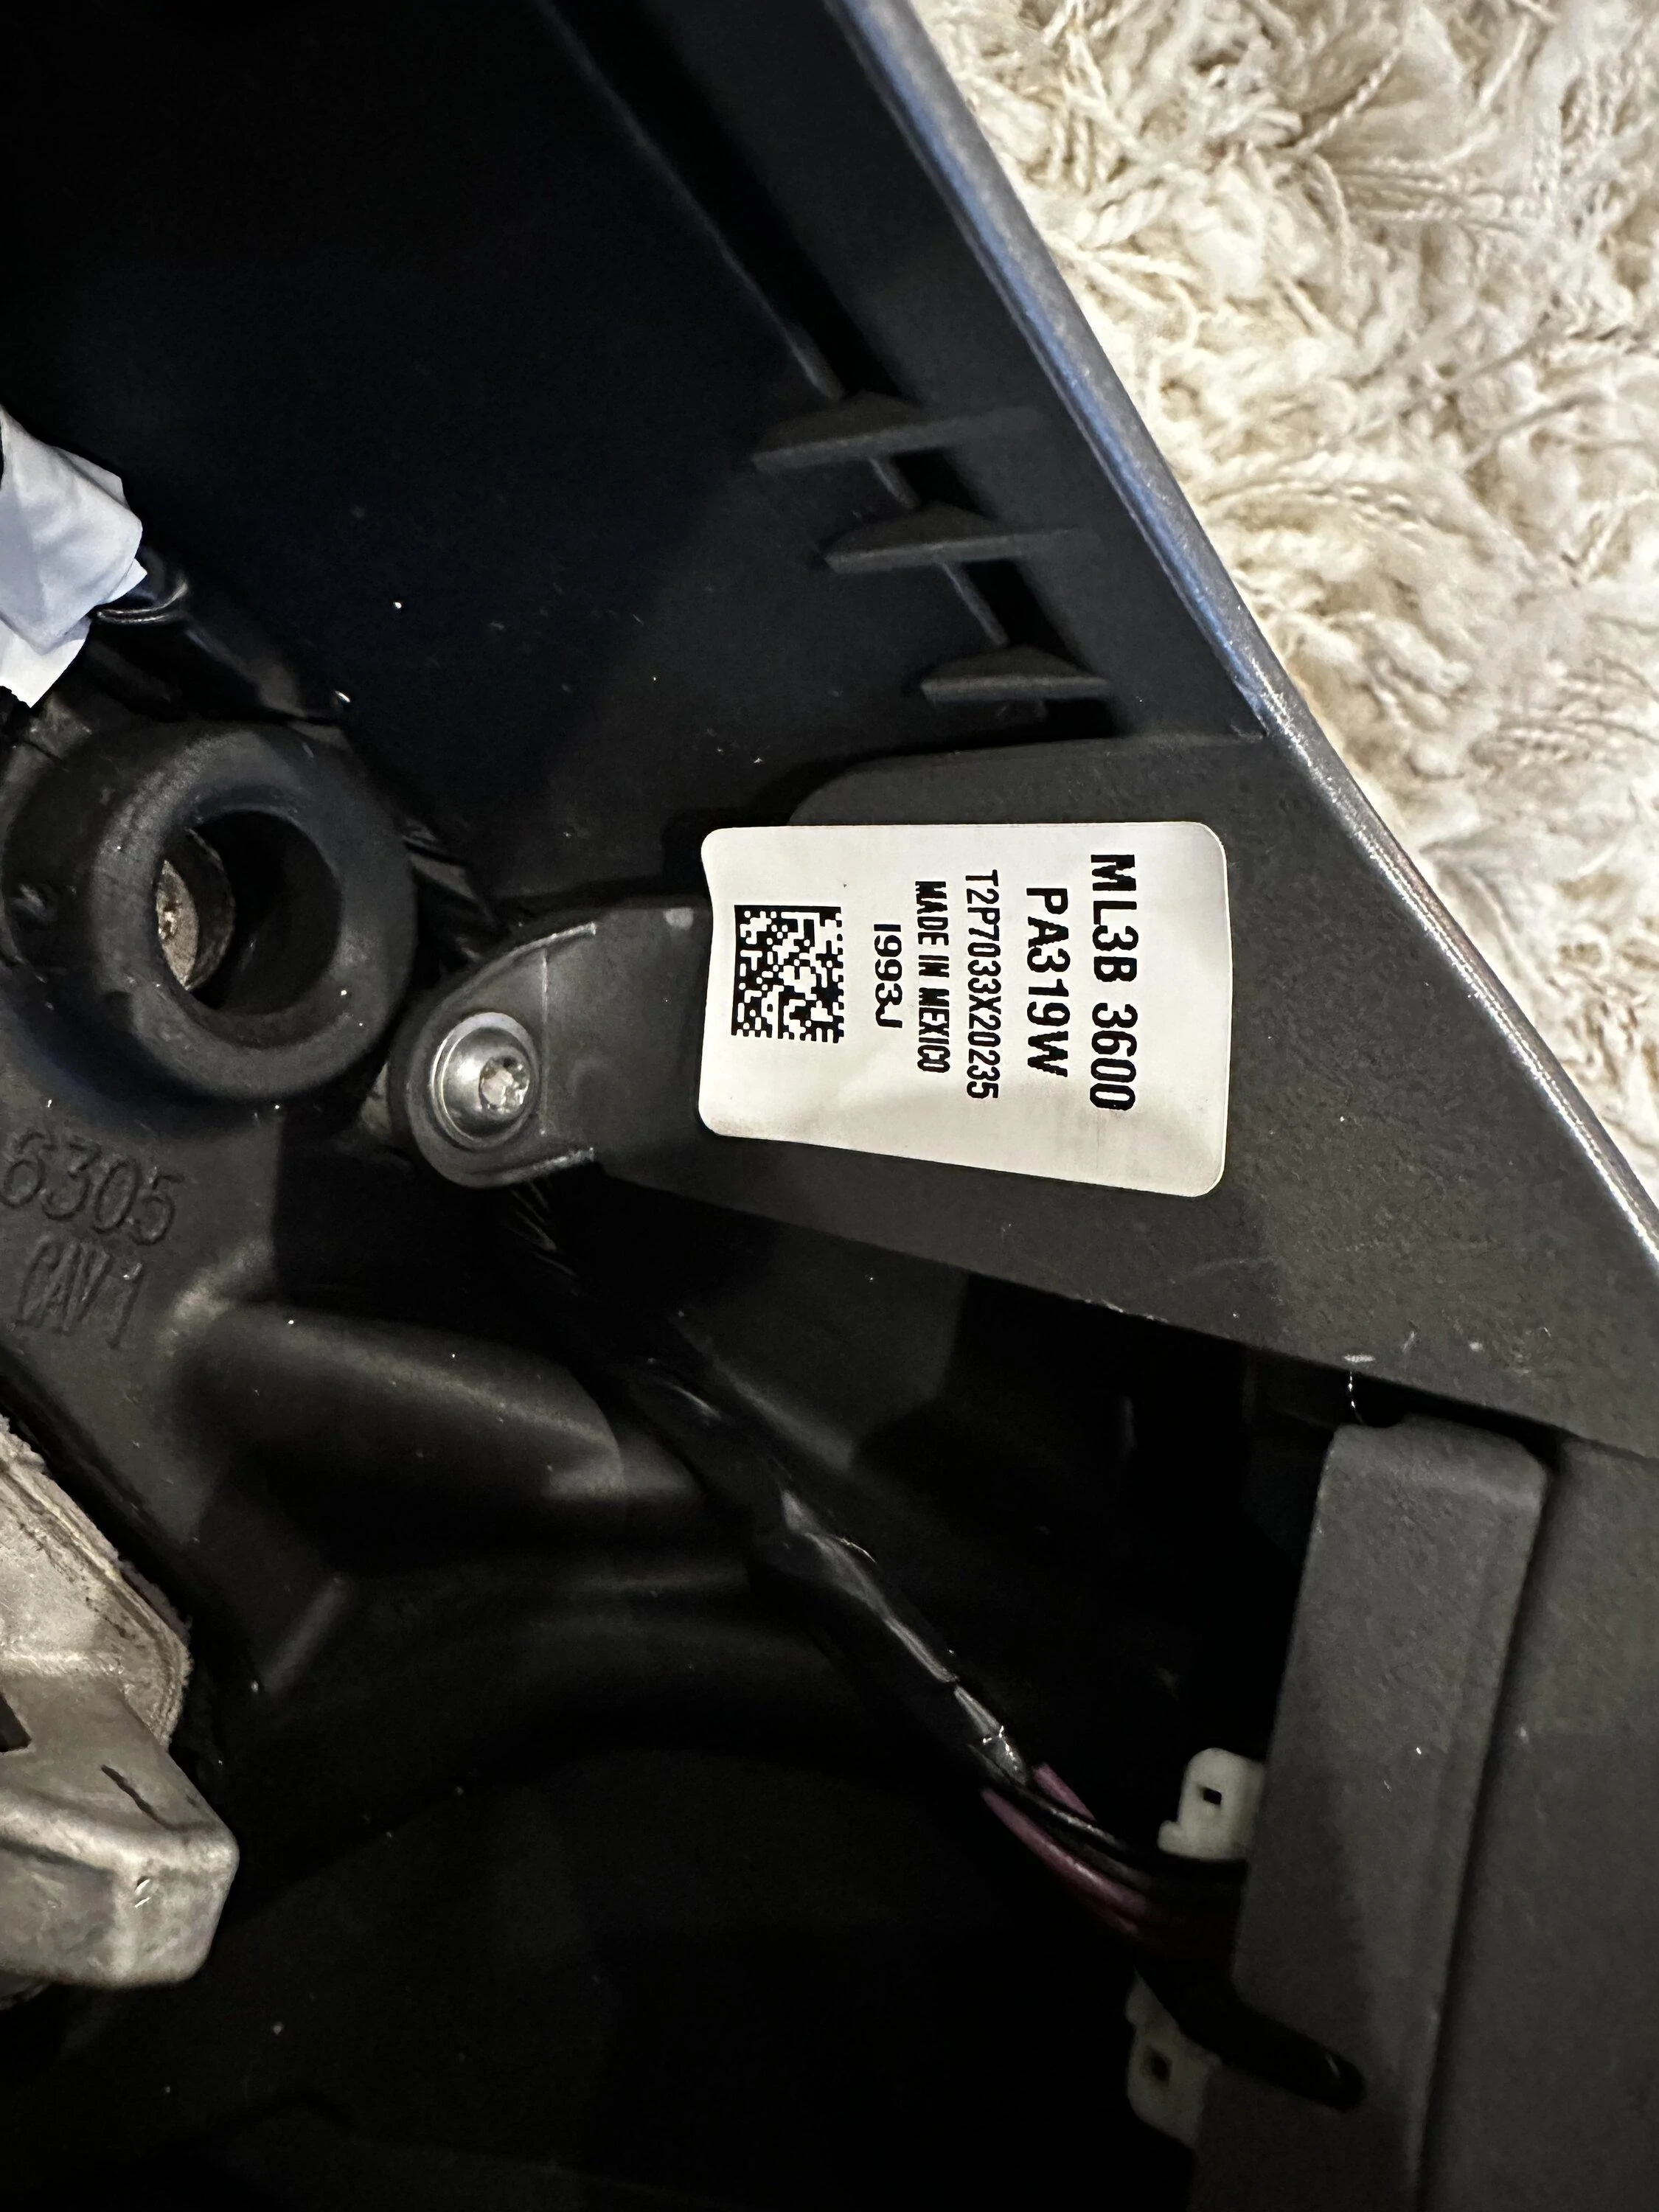 ML3B 3600
PA319W
T2P7033X20235
MADE IN MEXICO
1993J
6305
CAV 1